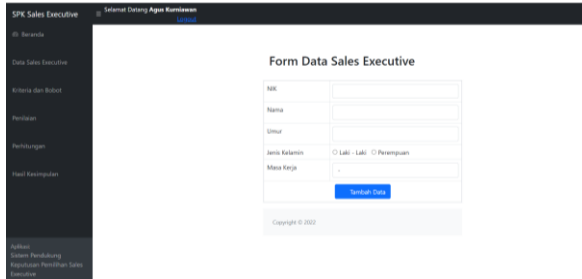 SPK Sales Executive
Selamat Datang Agus Kurniawan
Logout
Beranda
Data Sales Executive
Kriteria dan Bobot
Penilaian
Perhitungan
Hasil Kesimpulan
Form Data Sales Executive
NIK
Nama
Umur
Jenis Kelamin
Laki - Laki Perempuan
Masa Kerja
-
Tambah Data
Copyright © 2022
Aplikasi
Sistem Pendukung
Keputusan Pemilihan Sales
Executive